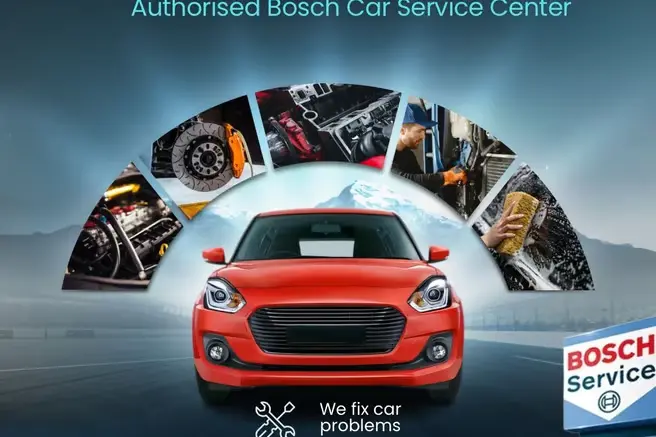 Authorised Bosch Car Service Center
BOSCH
Service
We fix car
problems